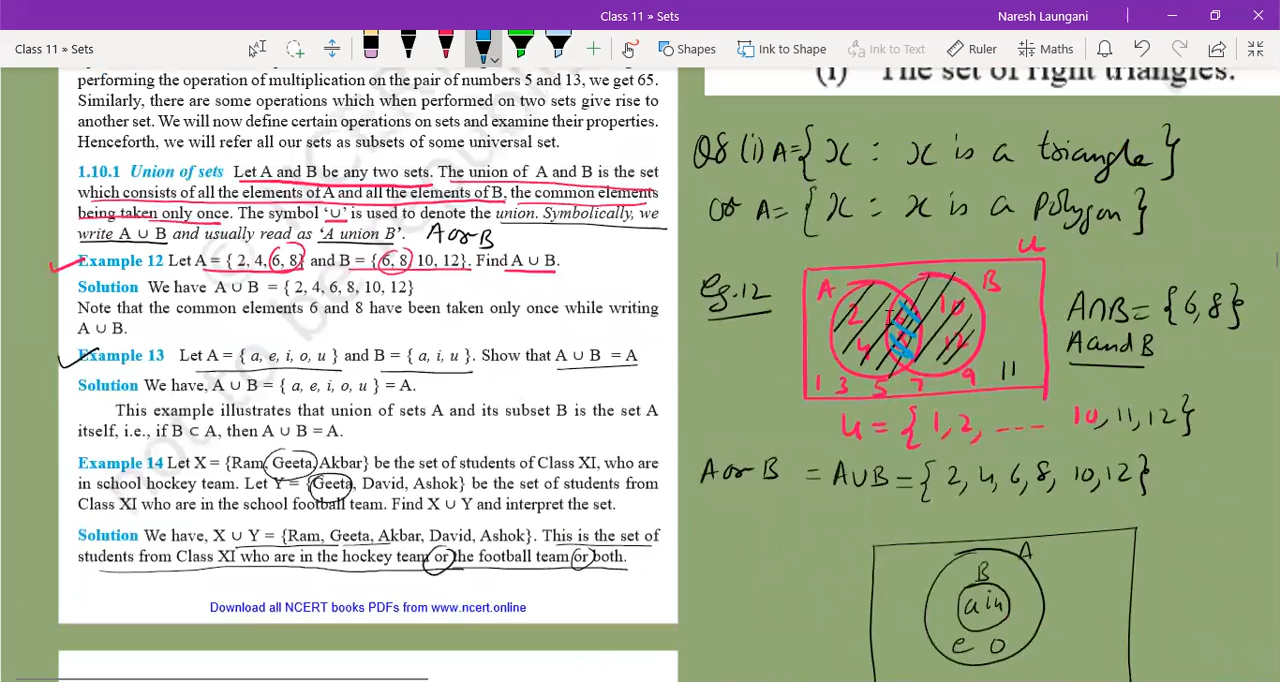 Class 11 » Sets
Naresh Laungani
Class 11 » Sets
Shapes
Ink to Shape
Ink to Text
Ruler
Maths
performing the operation of multiplication on the pair of numbers 5 and 13, we get 65.
Similarly, there are some operations which when performed on two sets give rise to
another set. We will now define certain operations on sets and examine their properties.
Henceforth, we will refer all our sets as subsets of some universal set.
1.10.1 Union of sets Let A and B be any two sets. The union of A and B is the set
which consists of all the elements of A and all the elements of B, the common elements
being taken only once. The symbol ‘∪’ is used to denote the union. Symbolically, we
write A ∪ B and usually read as ‘A union B’. A or B
Example 12 Let A = { 2, 4, 6, 8} and B = { 6, 8, 10, 12}. Find A ∪ B.
Solution We have A ∪ B = { 2, 4, 6, 8, 10, 12}
Note that the common elements 6 and 8 have been taken only once while writing
A ∪ B.
Example 13 Let A = { a, e, i, o, u } and B = { a, i, u }. Show that A ∪ B = A
Solution We have, A ∪ B = { a, e, i, o, u } = A.
This example illustrates that union of sets A and its subset B is the set A
itself, i.e., if B ⊂ A, then A ∪ B = A.
Example 14 Let X = {Ram, Geeta, Akbar} be the set of students of Class XI, who are
in school hockey team. Let Y = {Geeta, David, Ashok} be the set of students from
Class XI who are in the school football team. Find X ∪ Y and interpret the set.
Solution We have, X ∪ Y = {Ram, Geeta, Akbar, David, Ashok}. This is the set of
students from Class XI who are in the hockey team or the football team or both.
Download all NCERT books PDFs from www.ncert.online
(i) The set of right triangles.
Q8 (i) A = { x : x is a triangle }
or A = { x : x is a polygon }
U
eg.12
A B
2 10
4 12
1 3 5 7 9 11
A∩B = {6, 8}
A and B
U = {1, 2, ---- 10, 11, 12}
A or B = A∪B = { 2, 4, 6, 8, 10, 12}
A
B
a i u
e o